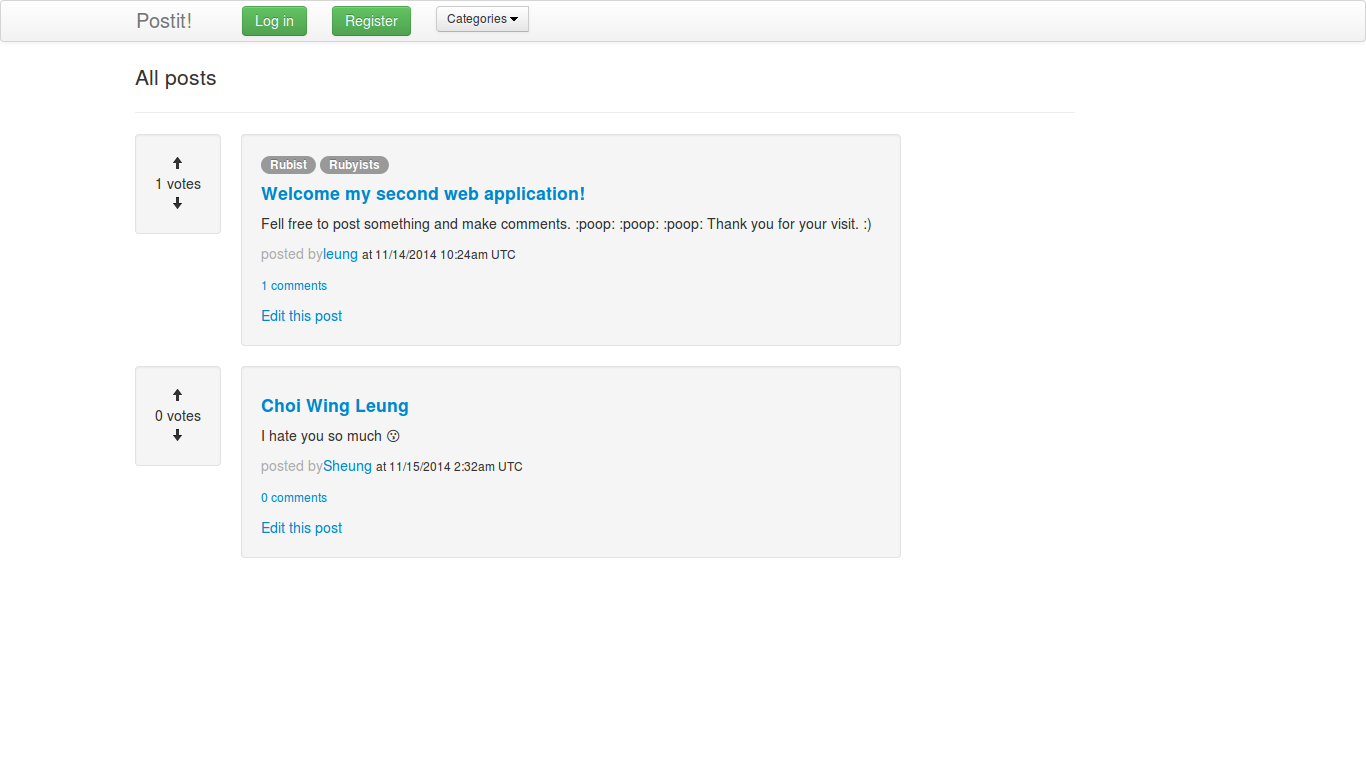 Postit! Log in Register Categories
All posts
1 votes
Rubist Rubyists
Welcome my second web application!
Fell free to post something and make comments. :poop: :poop: :poop: Thank you for your visit. :)
posted byleung at 11/14/2014 10:24am UTC
1 comments
Edit this post
0 votes
Choi Wing Leung
I hate you so much 😗
posted bySheung at 11/15/2014 2:32am UTC
0 comments
Edit this post